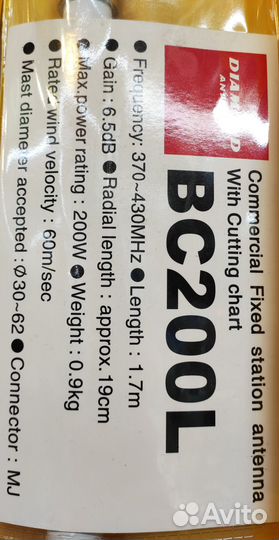 DIAMOND
ANTENNA
Commercial Fixed station antenna
With Cutting chart
BC200L
● Frequency: 370~430MHz ● Length : 1.7m
● Gain : 6.5dB ● Radial length : approx.19cm
● Max.power rating : 200W ● Weight : 0.9kg
● Rated wind velocity : 60m/sec
● Mast diameter accepted : Ø30~62 ● Connector : MJ
Avito